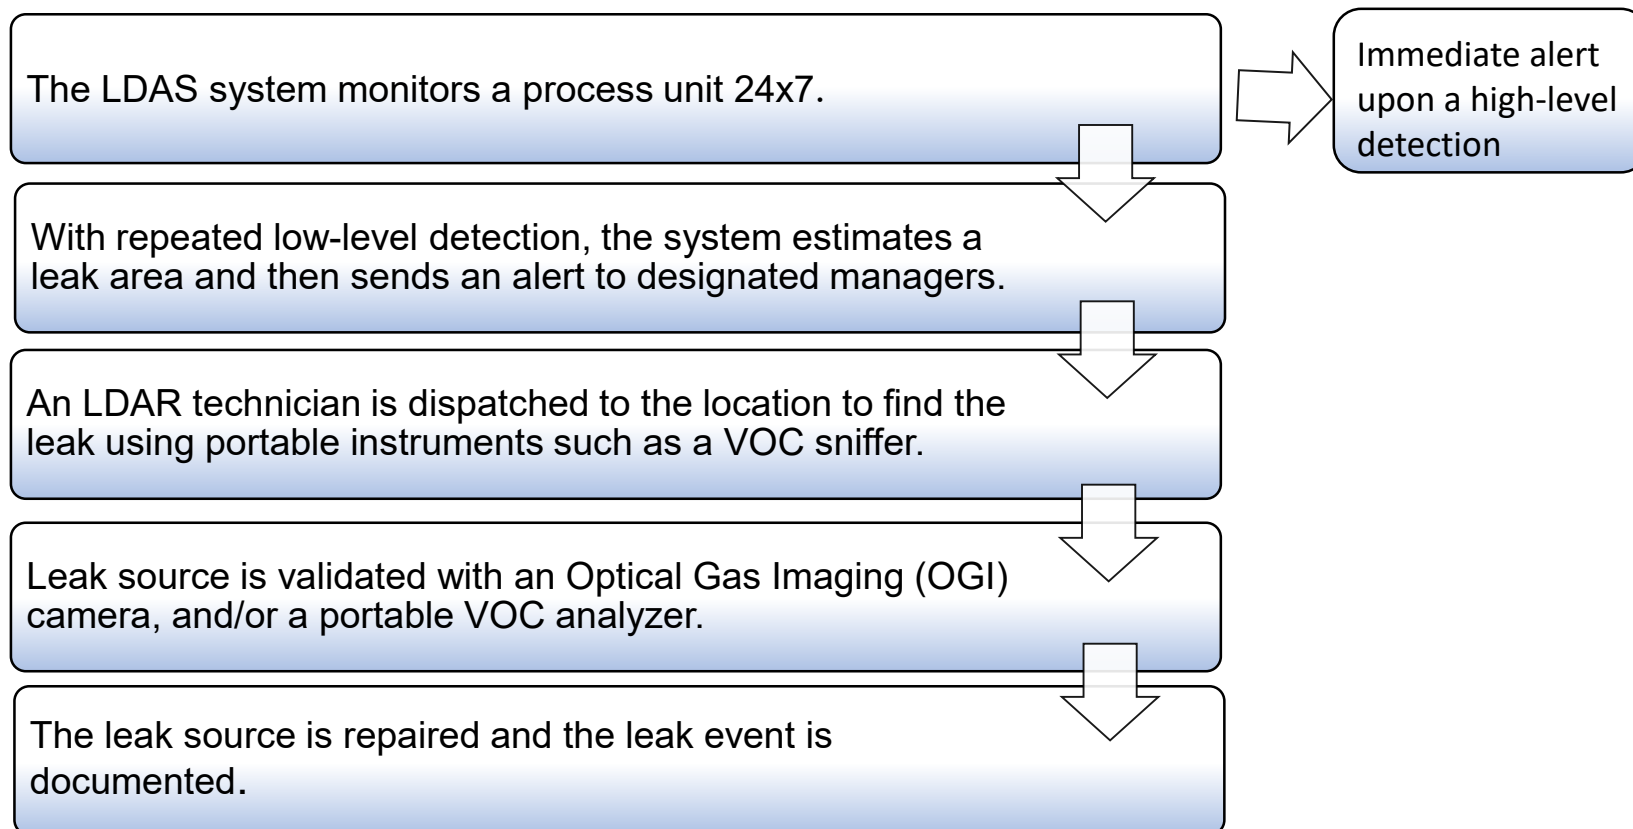 The LDAS system monitors a process unit 24x7.
Immediate alert
upon a high-level
detection
With repeated low-level detection, the system estimates a
leak area and then sends an alert to designated managers.
An LDAR technician is dispatched to the location to find the
leak using portable instruments such as a VOC sniffer.
Leak source is validated with an Optical Gas Imaging (OGI)
camera, and/or a portable VOC analyzer.
The leak source is repaired and the leak event is
documented.